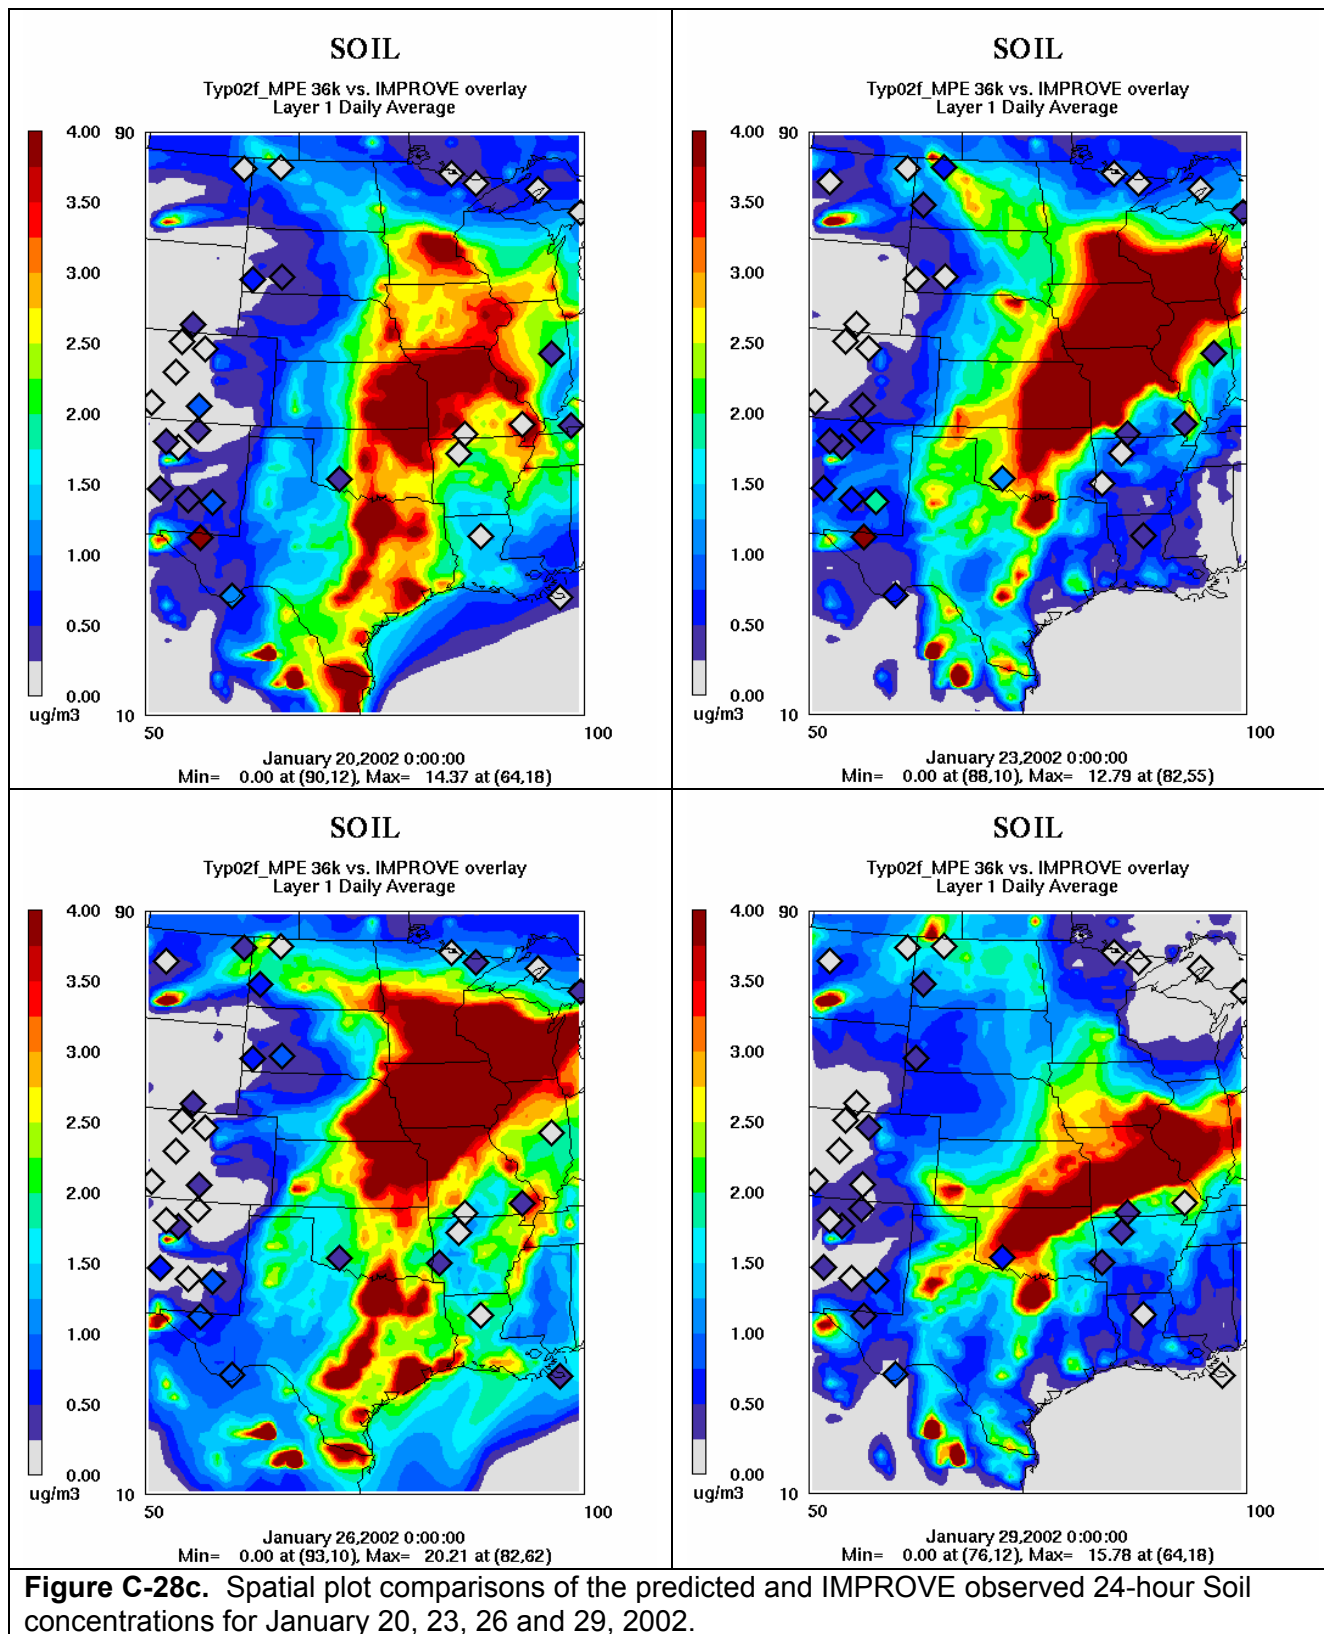 SOIL
Typ02f_MPE 36k vs. IMPROVE overlay
Layer 1 Daily Average
4.00
3.50
3.00
2.50
2.00
1.50
1.00
0.50
0.00
ug/m3
90
10
50
100
January 20,2002 0:00:00
Min= 0.00 at (90,12), Max= 14.37 at (64,18)
SOIL
Typ02f_MPE 36k vs. IMPROVE overlay
Layer 1 Daily Average
4.00
3.50
3.00
2.50
2.00
1.50
1.00
0.50
0.00
ug/m3
90
10
50
100
January 23,2002 0:00:00
Min= 0.00 at (88,10), Max= 12.79 at (82,55)
SOIL
Typ02f_MPE 36k vs. IMPROVE overlay
Layer 1 Daily Average
4.00
3.50
3.00
2.50
2.00
1.50
1.00
0.50
0.00
ug/m3
90
10
50
100
January 26,2002 0:00:00
Min= 0.00 at (93,10), Max= 20.21 at (82,62)
SOIL
Typ02f_MPE 36k vs. IMPROVE overlay
Layer 1 Daily Average
4.00
3.50
3.00
2.50
2.00
1.50
1.00
0.50
0.00
ug/m3
90
10
50
100
January 29,2002 0:00:00
Min= 0.00 at (76,12), Max= 15.78 at (64,18)
Figure C-28c. Spatial plot comparisons of the predicted and IMPROVE observed 24-hour Soil
concentrations for January 20, 23, 26 and 29, 2002.